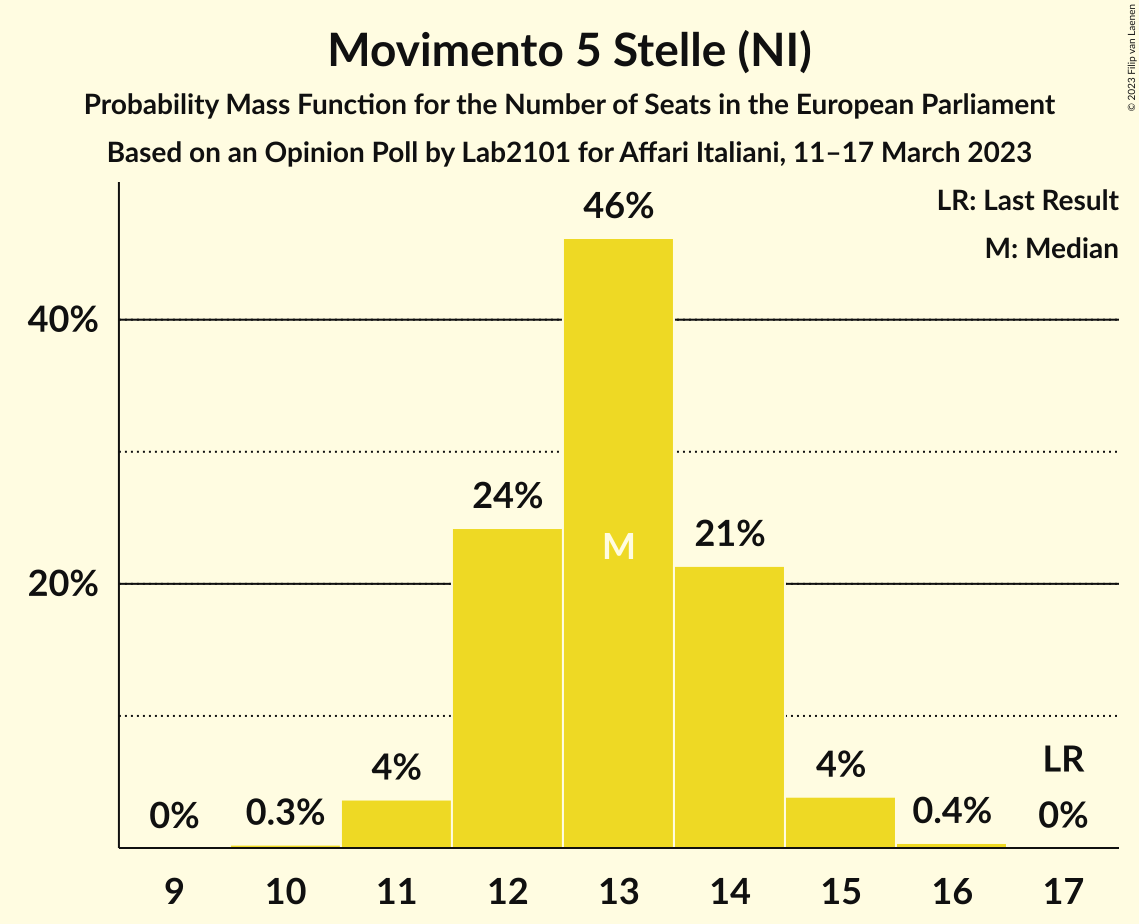 Movimento 5 Stelle (NI)
Probability Mass Function for the Number of Seats in the European Parliament
Based on an Opinion Poll by Lab2101 for Affari Italiani, 11–17 March 2023
© 2023 Filip van Laenen
LR: Last Result
M: Median
46%
40%
24%
M
21%
20%
4%
4%
LR
0%
0.3%
0.4%
0%
9 10 11 12 13 14 15 16 17